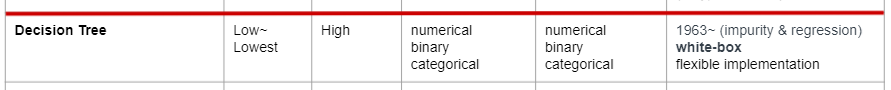 Decision Tree
Low~
Lowest
High
numerical
binary
categorical
numerical
binary
categorical
1963~ (impurity & regression)
white-box
flexible implementation